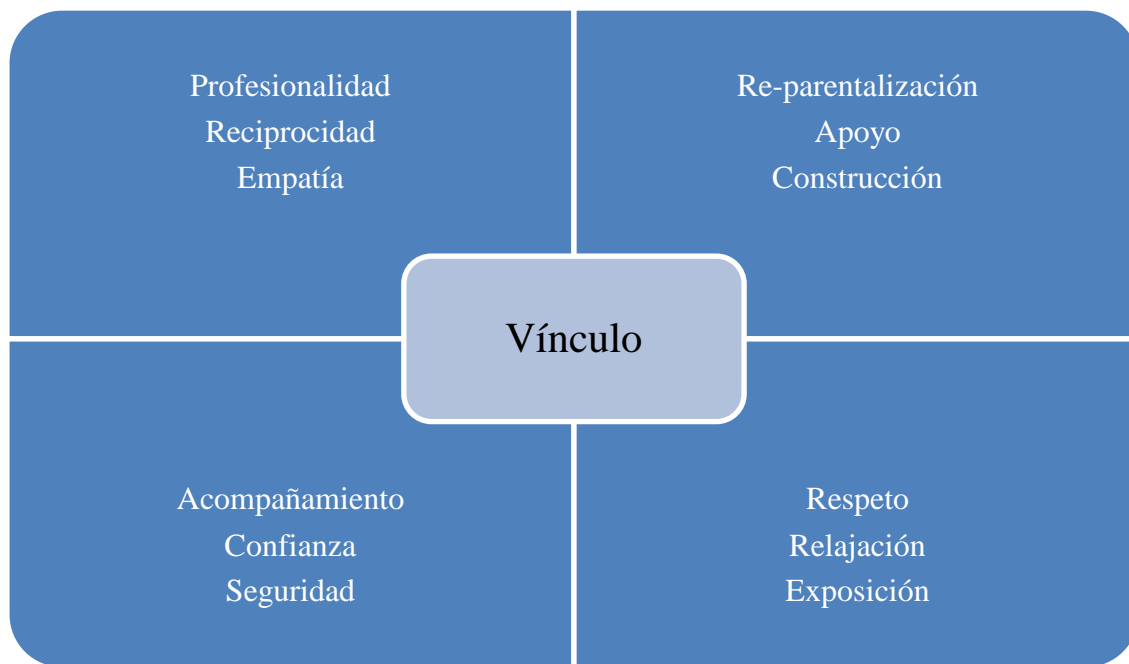 Profesionalidad
Reciprocidad
Empatía
Re-parentalización
Apoyo
Construcción
Vínculo
Acompañamiento
Confianza
Seguridad
Respeto
Relajación
Exposición